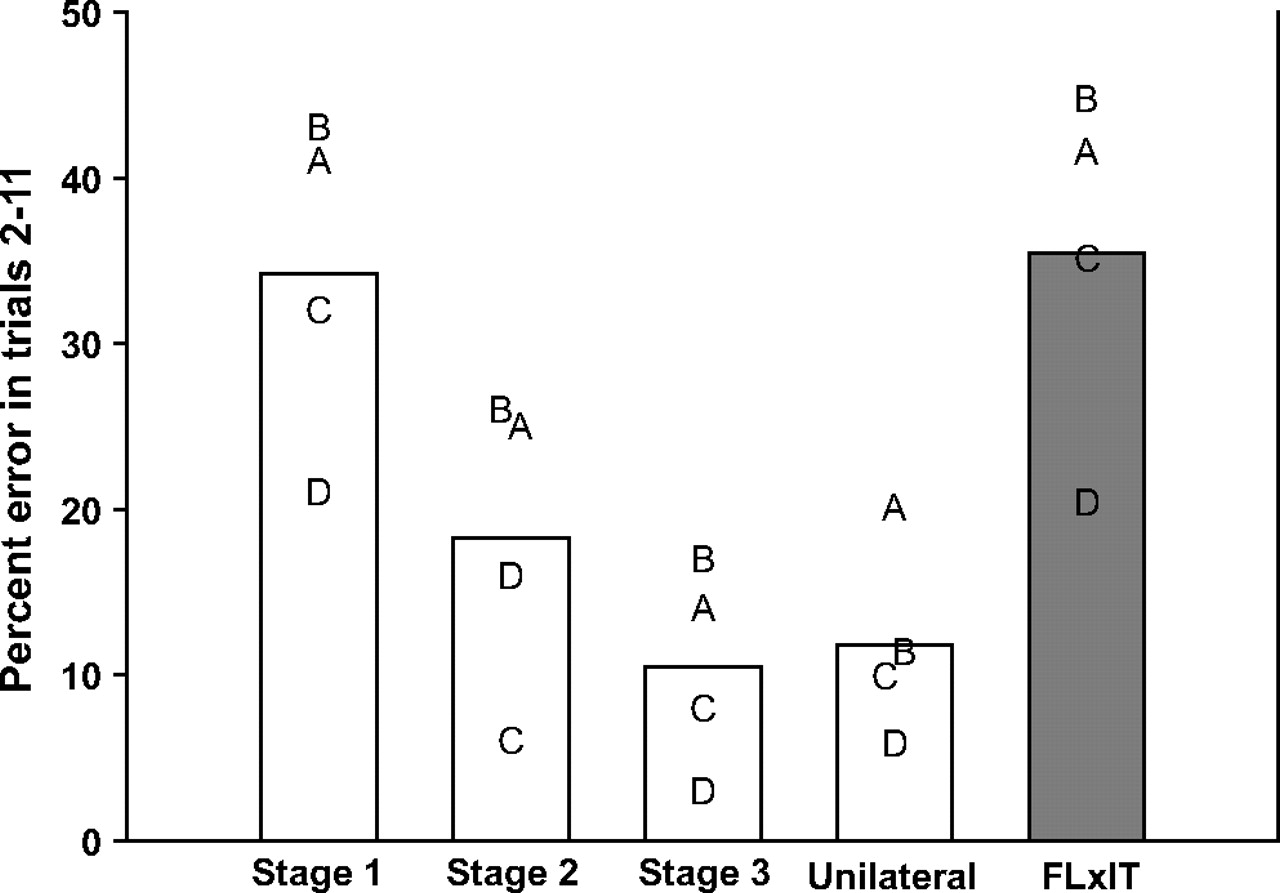 50
40
30
20
10
0
Percent error in trials 2-11
B
A
C
D
B
A
D
C
B
A
C
D
A
B
C
D
B
A
C
D
Stage 1
Stage 2
Stage 3
Unilateral
FLxIT